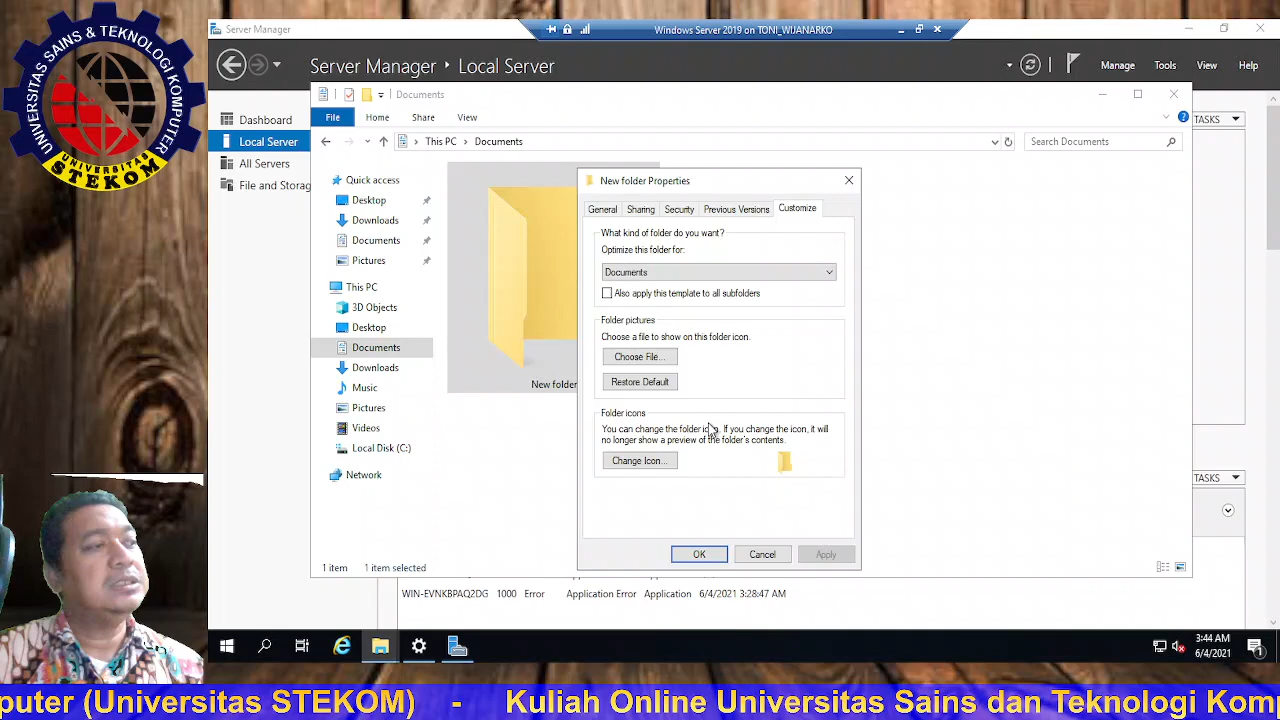 UNIVERSITAS SAINS & TEKNOLOGI KOMPUTER
UNIVERSITAS
STEKOM
Server Manager
Windows Server 2019 on TONI_WIJANARKO
Server Manager Local Server
Manage Tools View Help
Documents
Dashboard
Local Server
All Servers
File and Storag
File Home Share View
This PC Documents
Search Documents
TASKS
Quick access
Desktop
Downloads
Documents
Pictures
This PC
3D Objects
Desktop
Documents
Downloads
Music
Pictures
Videos
Local Disk (C:)
Network
New folder
New folder Properties
General Sharing Security Previous Versions Customize
What kind of folder do you want?
Optimize this folder for:
Documents
Also apply this template to all subfolders
Folder pictures
Choose a file to show on this folder icon.
Choose File...
Restore Default
Folder icons
You can change the folder icon. If you change the icon, it will
no longer show a preview of the folder's contents.
Change Icon...
OK Cancel Apply
TASKS
1 item 1 item selected
WIN-EVNKBPAQ2DG 1000 Error Application Error Application 6/4/2021 3:28:47 AM
3:44 AM
6/4/2021
1
puter (Universitas STEKOM) - Kuliah Online Universitas Sains dan Teknologi Kom